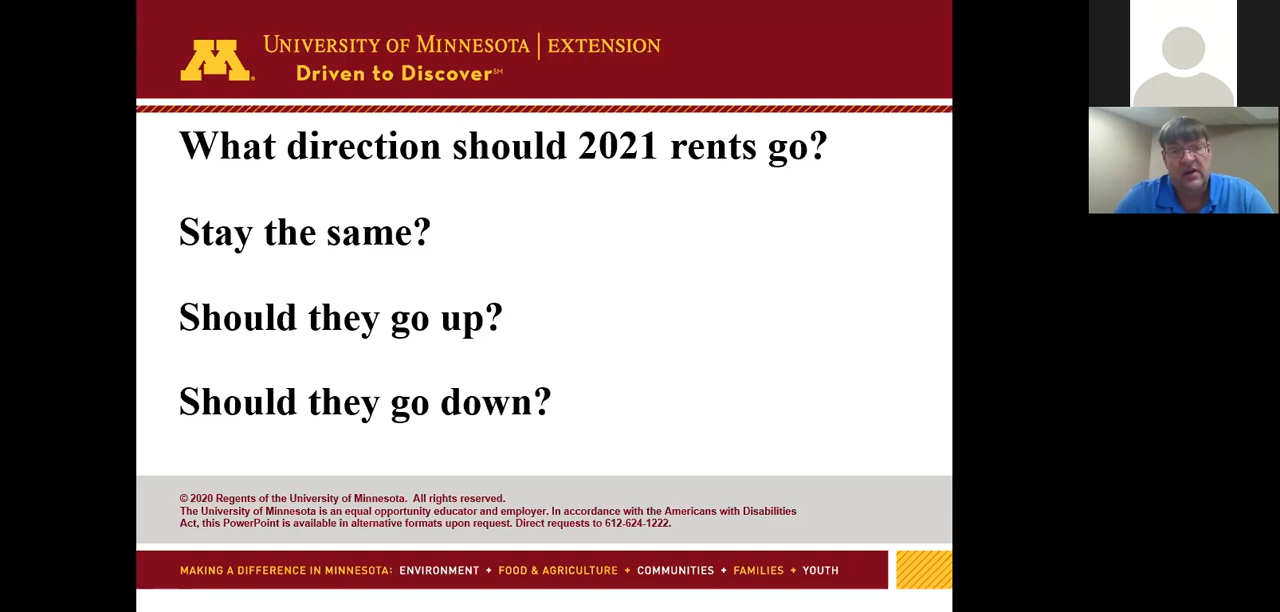 UNIVERSITY OF MINNESOTA | EXTENSION
Driven to Discover℠
What direction should 2021 rents go?
Stay the same?
Should they go up?
Should they go down?
© 2020 Regents of the University of Minnesota. All rights reserved.
The University of Minnesota is an equal opportunity educator and employer. In accordance with the Americans with Disabilities
Act, this PowerPoint is available in alternative formats upon request. Direct requests to 612-624-1222.
MAKING A DIFFERENCE IN MINNESOTA: ENVIRONMENT + FOOD & AGRICULTURE + COMMUNITIES + FAMILIES + YOUTH